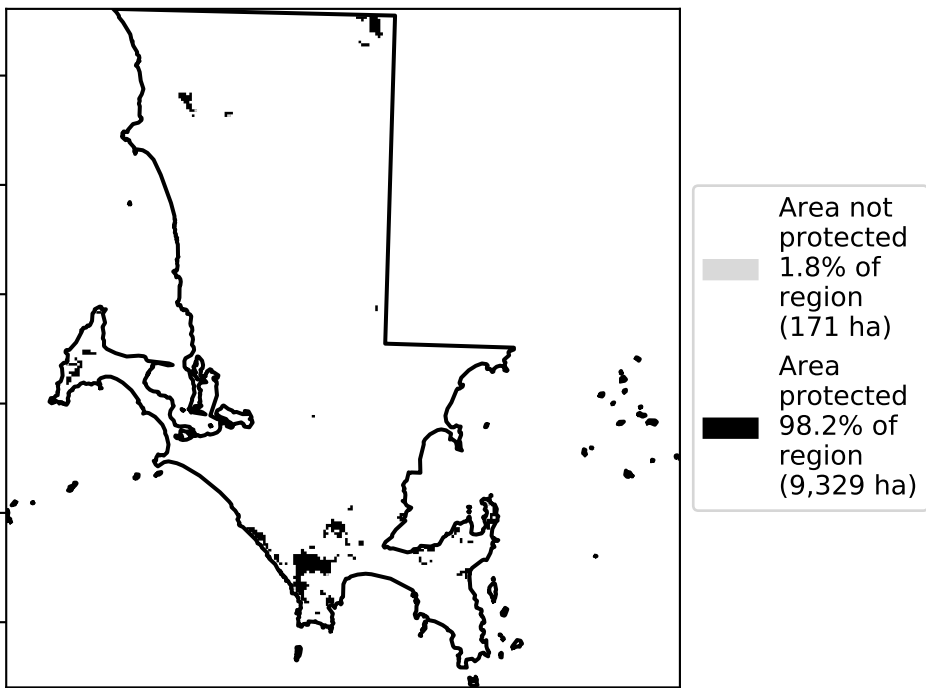 Area not
protected
1.8% of
region
(171 ha)
Area
protected
98.2% of
region
(9,329 ha)